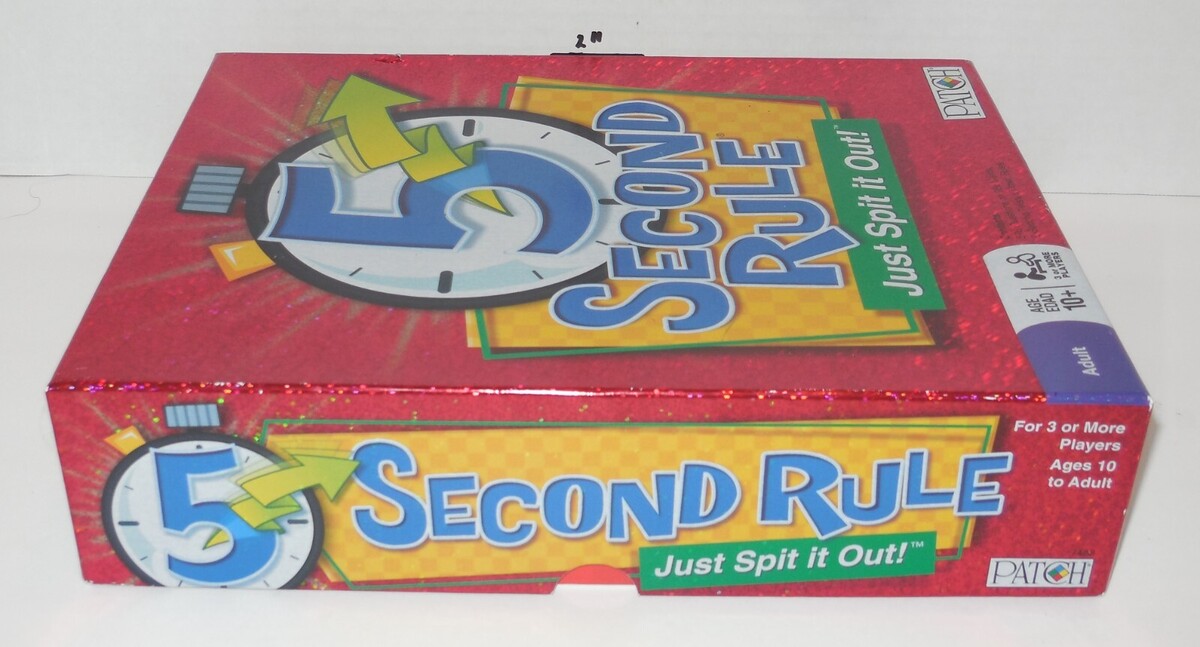 2"
5
SECOND
RULE®
Just Spit it Out!™
PATCH
AGE
EDAD
10+
3 OR MORE
PLAYERS
Adult
5 SECOND RULE
Just Spit it Out!™
For 3 or More
Players
Ages 10
to Adult
PATCH®